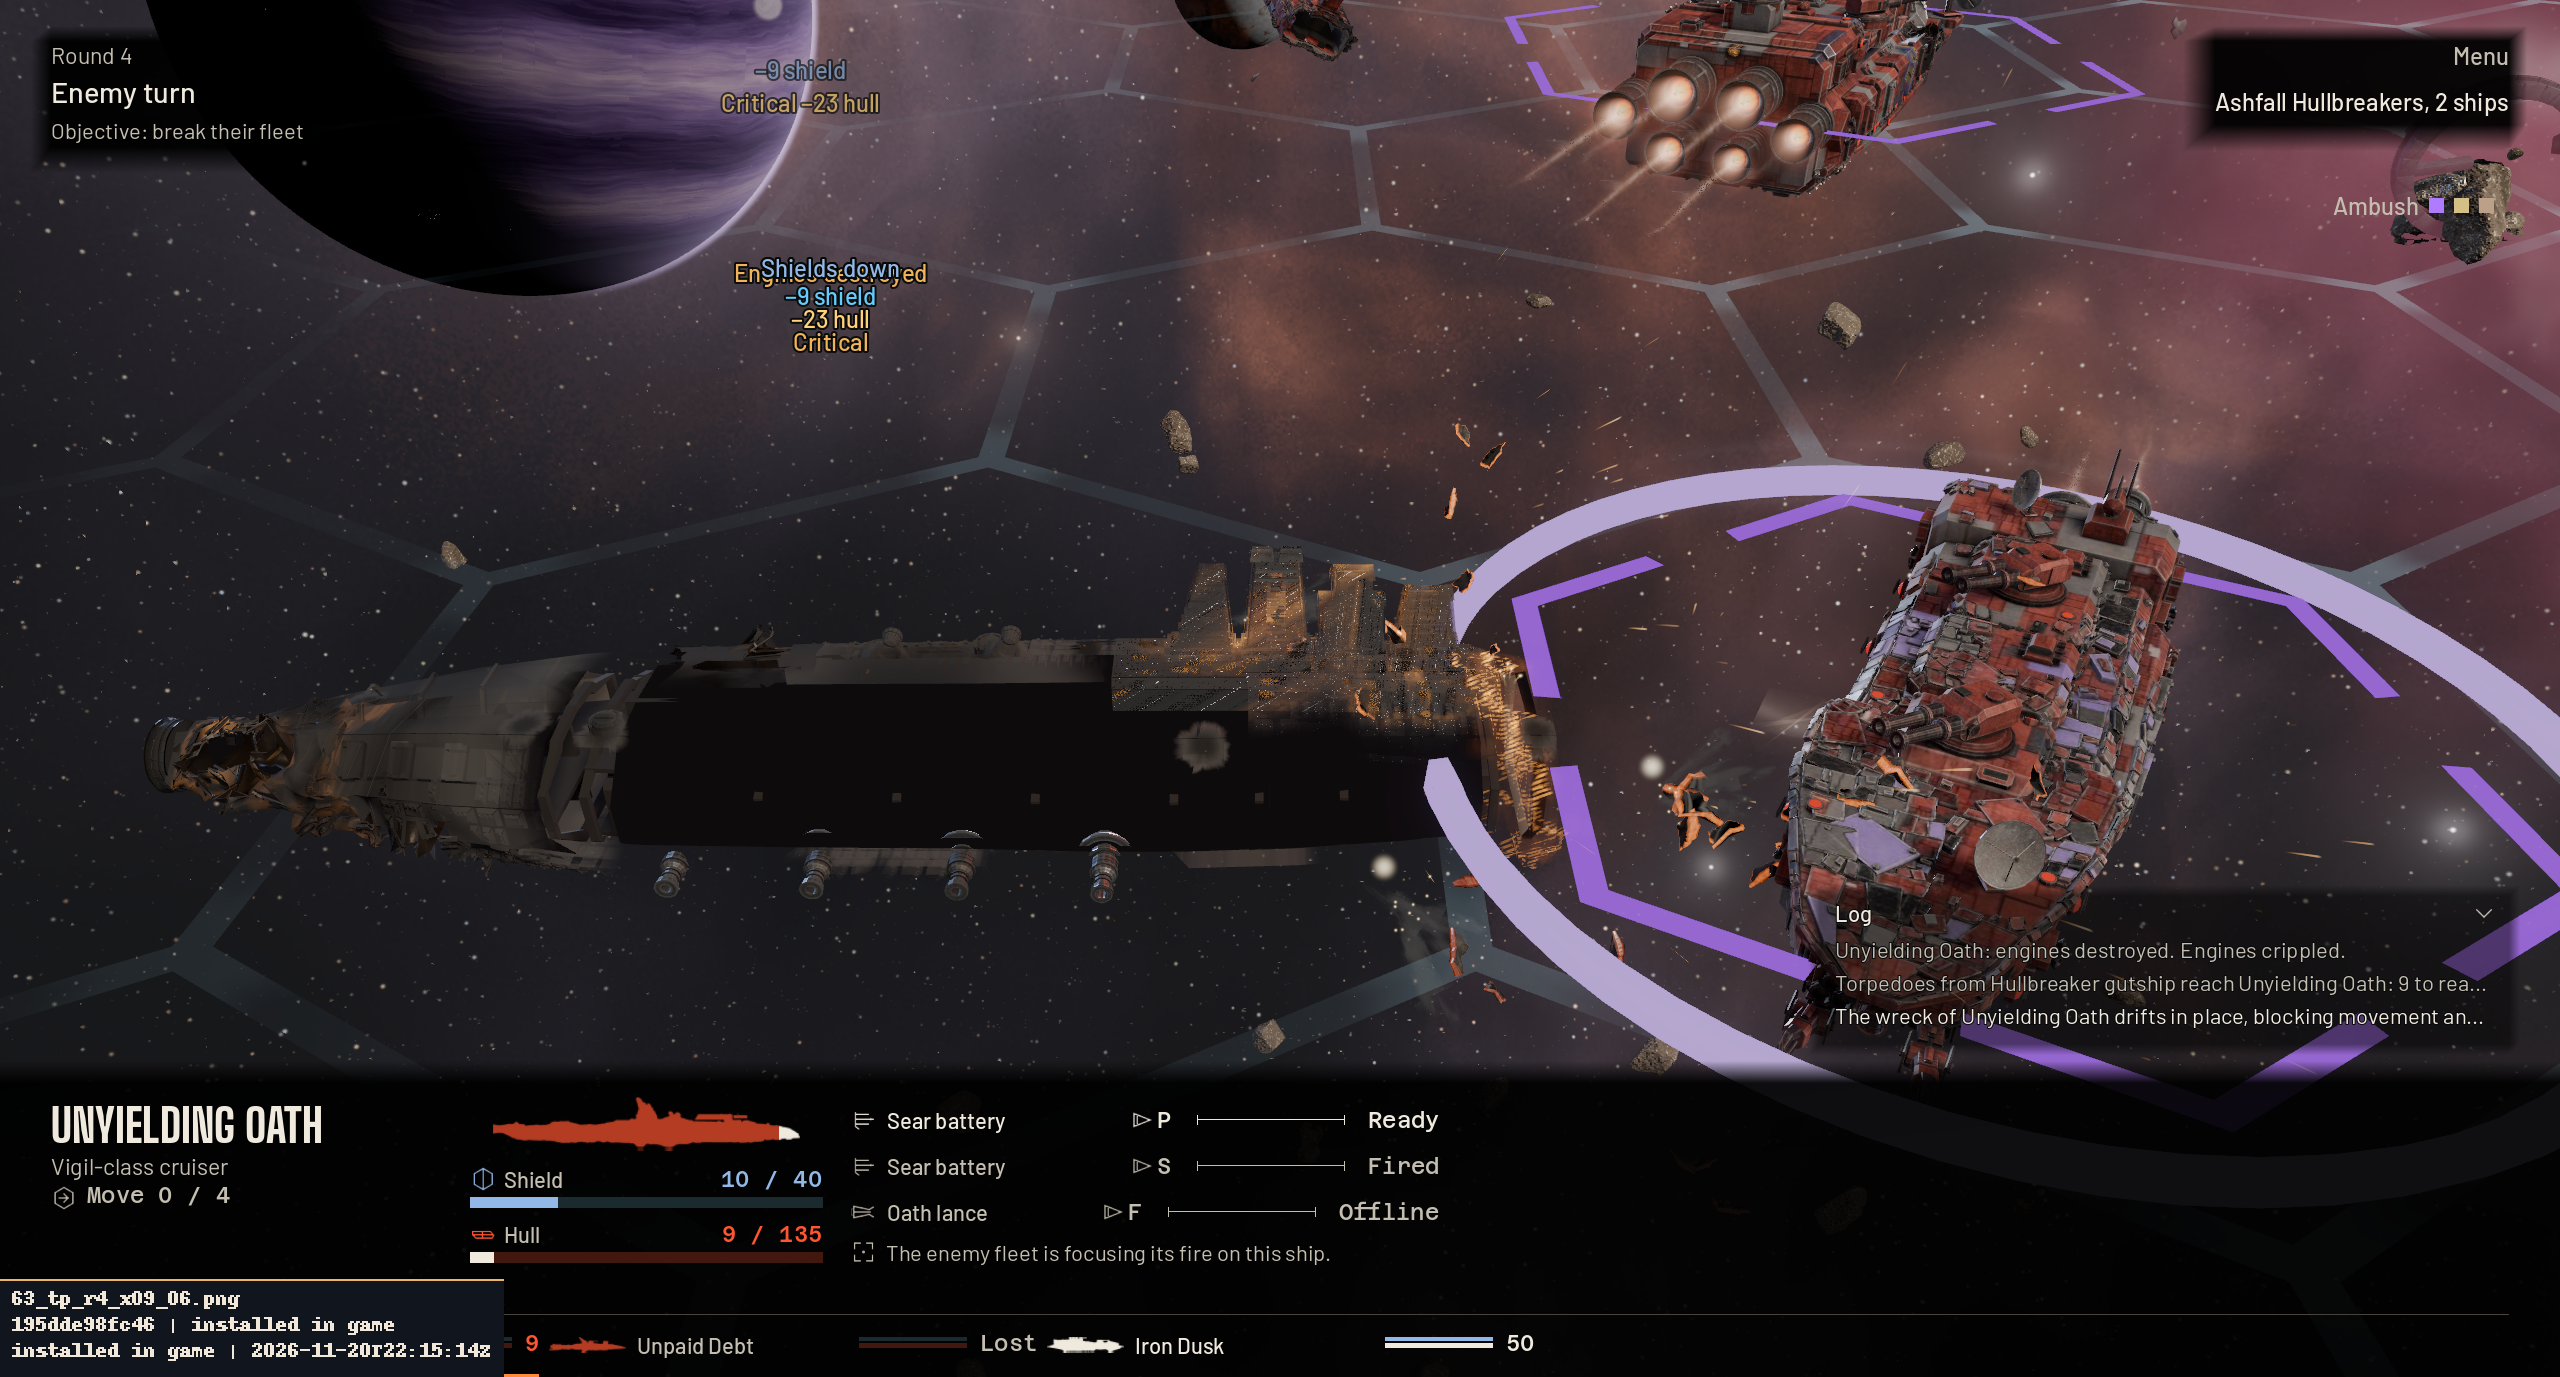 Round 4
Enemy turn
Objective: break their fleet
Menu
Ashfall Hullbreakers, 2 ships
Ambush
−9 shield
Critical −23 hull
Shields down
−9 shield
−23 hull
Critical
Log
Unyielding Oath: engines destroyed. Engines crippled.
Torpedoes from Hullbreaker gutship reach Unyielding Oath: 9 to rea...
The wreck of Unyielding Oath drifts in place, blocking movement an...
UNYIELDING OATH
Vigil-class cruiser
Move 0 / 4
Shield 10 / 40
Hull 9 / 135
Sear battery P Ready
Sear battery S Fired
Oath lance F Offline
The enemy fleet is focusing its fire on this ship.
63_tp_r4_x09_06.png
195dde98fc46 | installed in game
installed in game | 2026-11-20T22:15:14Z
9 Unpaid Debt Lost Iron Dusk 50